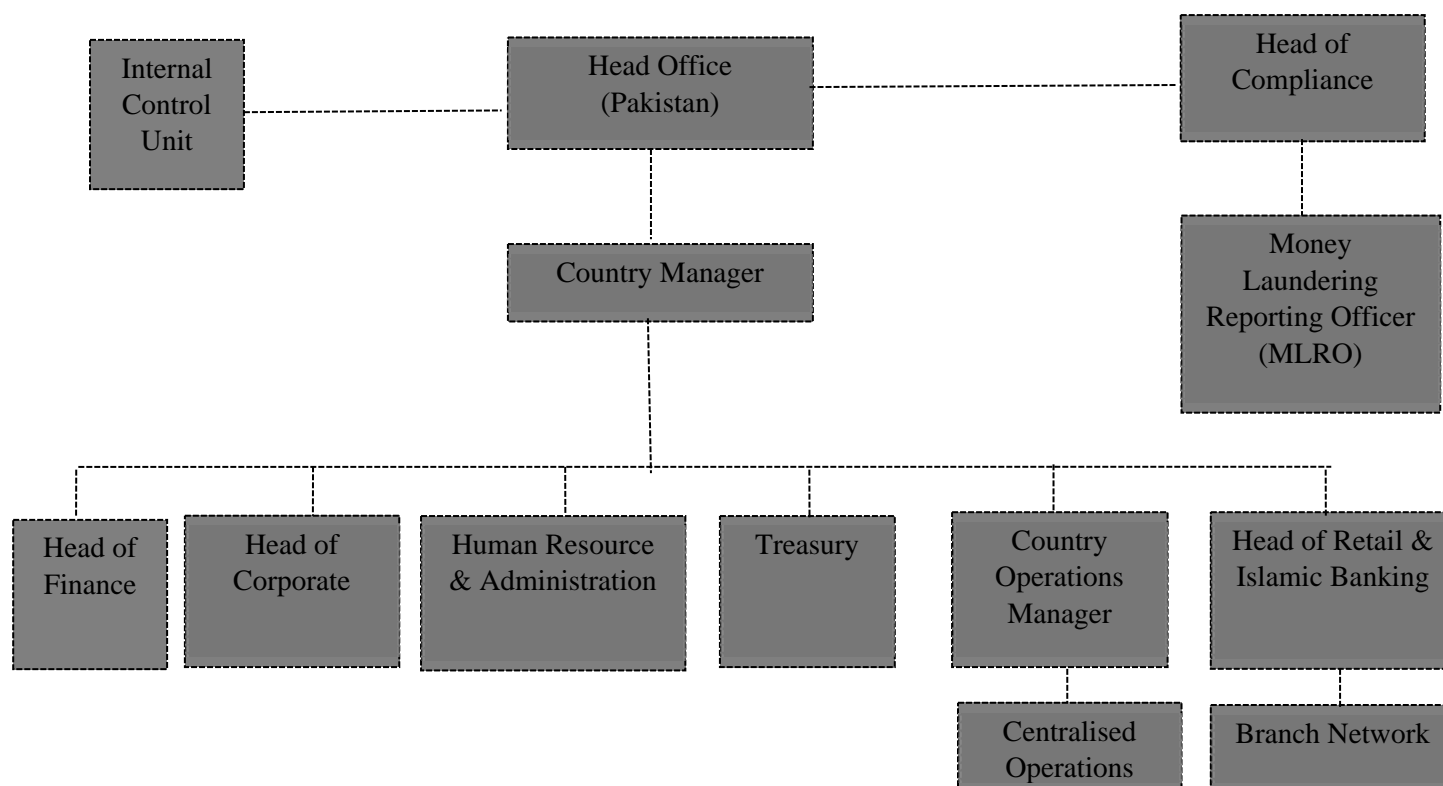 Internal
Control
Unit
Head Office
(Pakistan)
Head of
Compliance
Country Manager
Money
Laundering
Reporting Officer
(MLRO)
Head of
Finance
Head of
Corporate
Human Resource
& Administration
Treasury
Country
Operations
Manager
Head of Retail &
Islamic Banking
Centralised
Operations
Branch Network